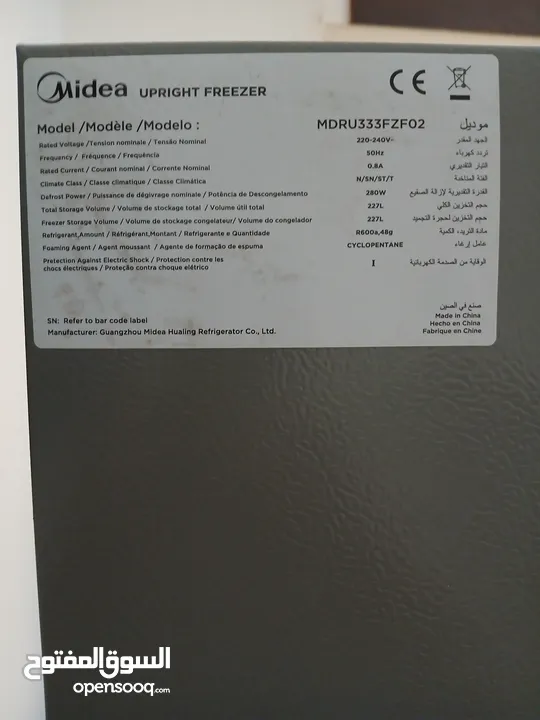 Midea UPRIGHT FREEZER
CE
Model /Modèle /Modelo : MDRU333FZF02 موديل
Rated Voltage /Tension nominale / Tensão Nominal 220-240V~ الجهد المقدر
Frequency / Fréquence / Frequência 50Hz تردد كهرباء
Rated Current / Courant nominal / Corrente Nominal 0.8A التيار التقديري
Climate Class / Classe climatique / Classe Climática N/SN/ST/T الفئة المناخية
Defrost Power / Puissance de dégivrage nominale / Potência de Descongelamento 280W القدرة التقديرية لإزالة الصقيع
Total Storage Volume / Volume de stockage total / Volume útil total 227L حجم التخزين الكلي
Freezer Storage Volume / Volume de stockage congelateur/ Volume do congelador 227L حجم التخزين لحجرة التجميد
Refrigerant,Amount / Réfrigérant,Montant / Refrigerante e Quantidade R600a,48g مادة التبريد، الكمية
Foaming Agent / Agent moussant / Agente de formação de espuma CYCLOPENTANE عامل إرغاء
Pretection Against Electric Shock / Protection contre les
chocs électriques / Proteção contra choque elétrico I الوقاية من الصدمة الكهربائية
صنع في الصين
Made in China
Hecho en China
Fabrique en Chine
SN: Refer to bar code label
Manufacturer: Guangzhou Midea Hualing Refrigerator Co., Ltd.
السوق المفتوح
opensooq.com